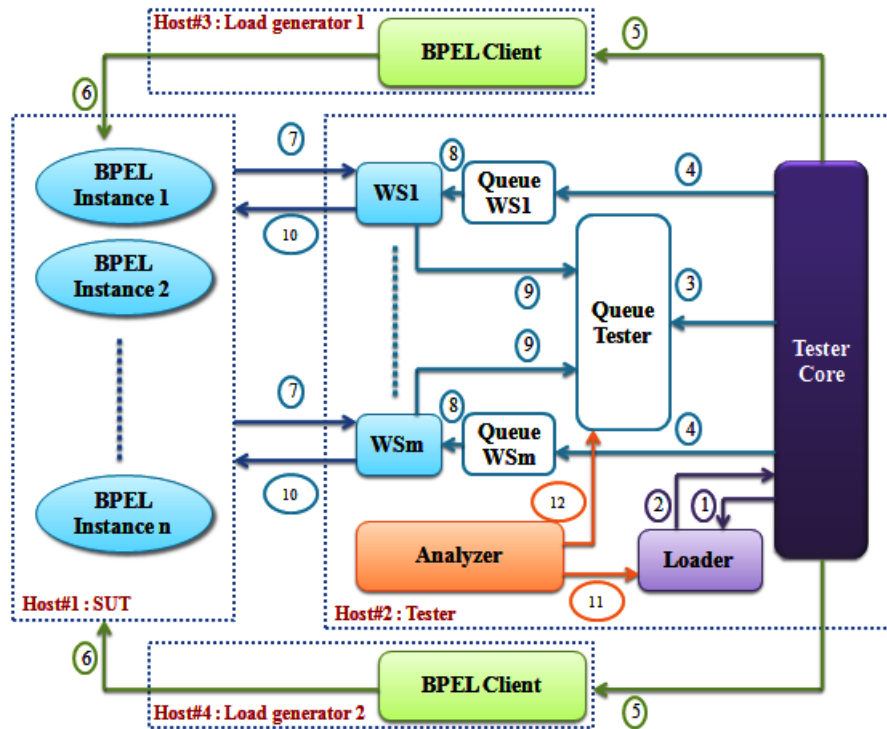 Host#3 : Load generator 1
BPEL Client
5
6
BPEL
Instance 1
BPEL
Instance 2
BPEL
Instance n
Host#1 : SUT
7
10
7
10
WS1
8
Queue
WS1
4
9
Queue
Tester
3
9
WSm
8
Queue
WSm
4
Tester
Core
12
2
1
Analyzer
Loader
11
Host#2 : Tester
6
BPEL Client
Host#4 : Load generator 2
5